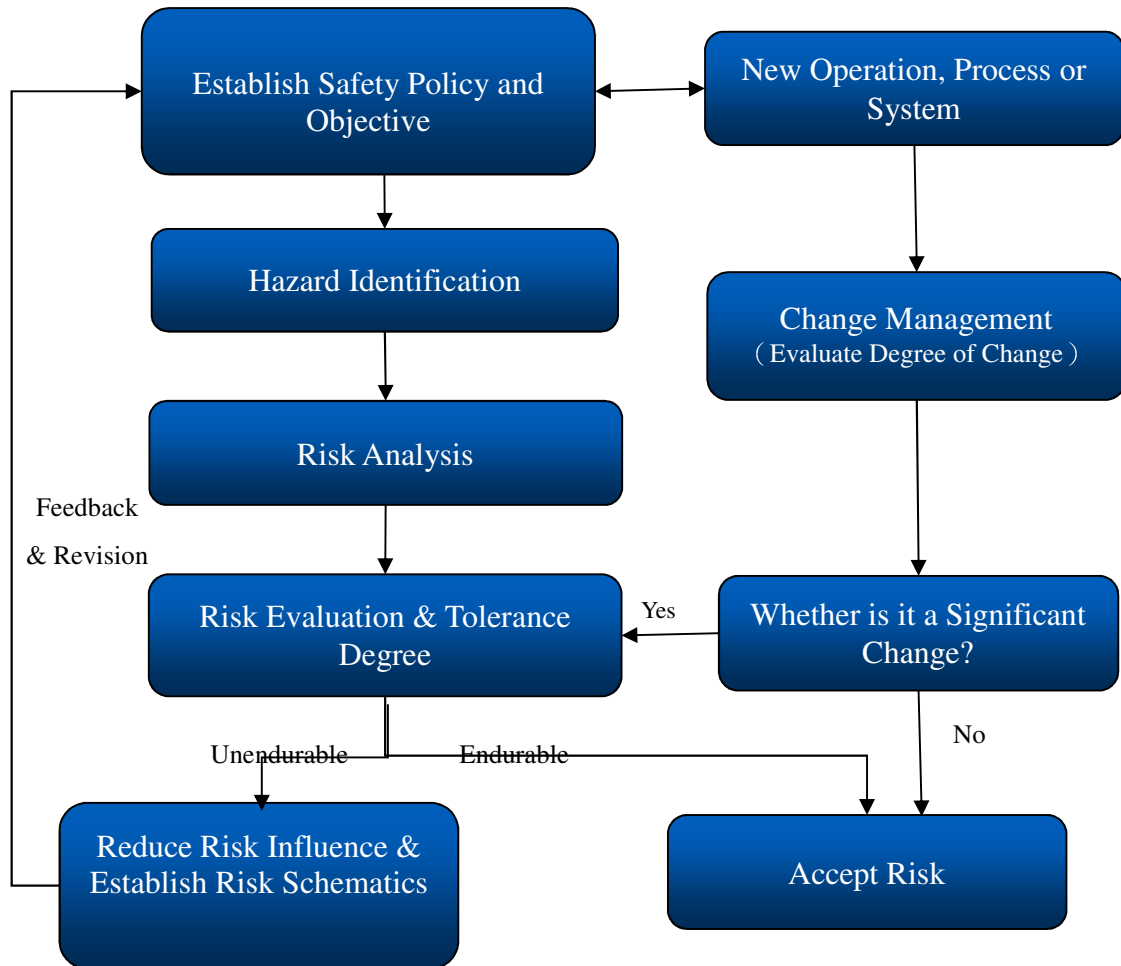 Establish Safety Policy and
Objective
New Operation, Process or
System
Hazard Identification
Change Management
（Evaluate Degree of Change）
Risk Analysis
Feedback
& Revision
Risk Evaluation & Tolerance
Degree
Yes
Whether is it a Significant
Change?
Unendurable
Endurable
No
Reduce Risk Influence &
Establish Risk Schematics
Accept Risk